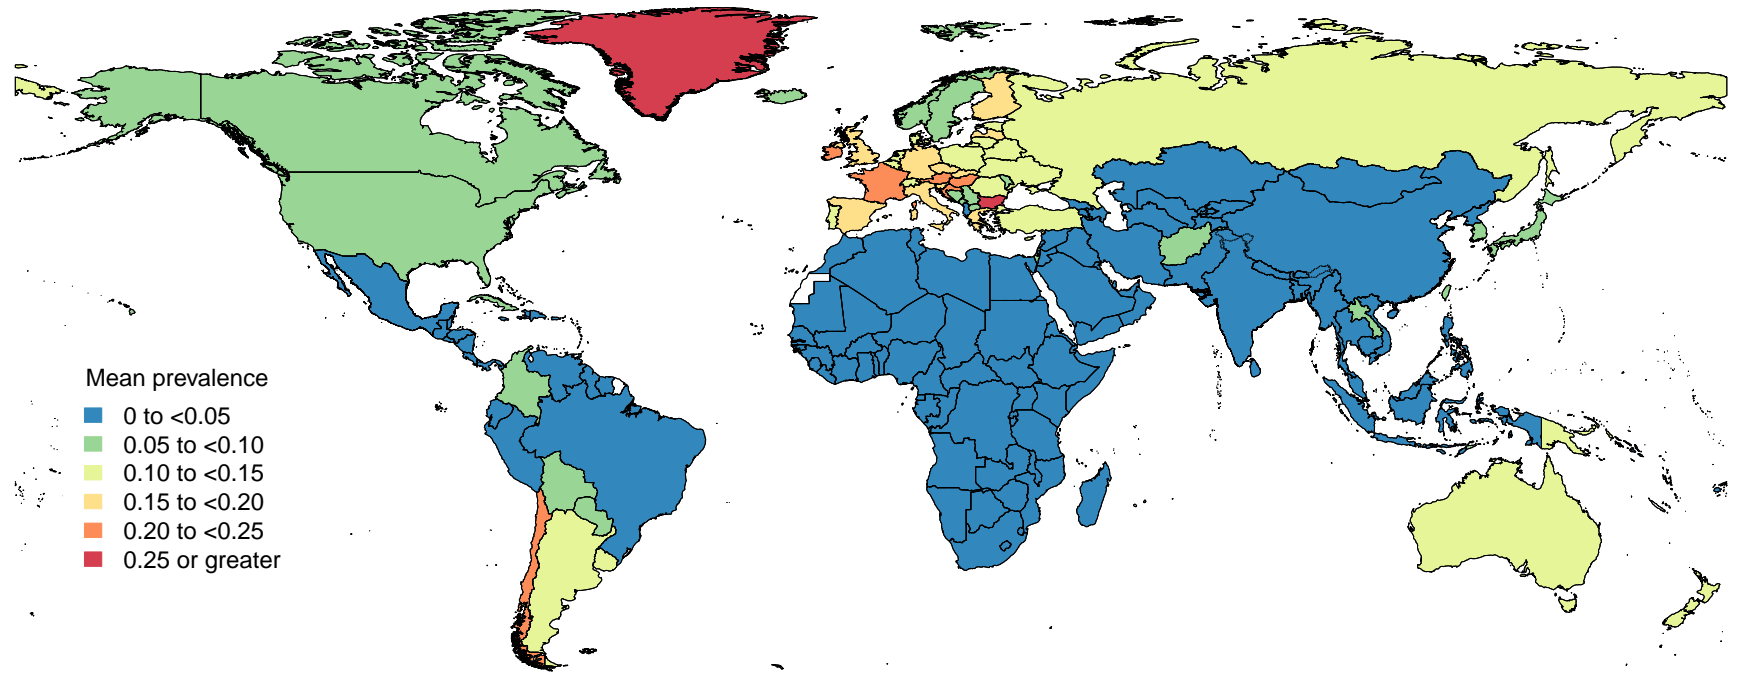 Mean prevalence
0 to <0.05
0.05 to <0.10
0.10 to <0.15
0.15 to <0.20
0.20 to <0.25
0.25 or greater